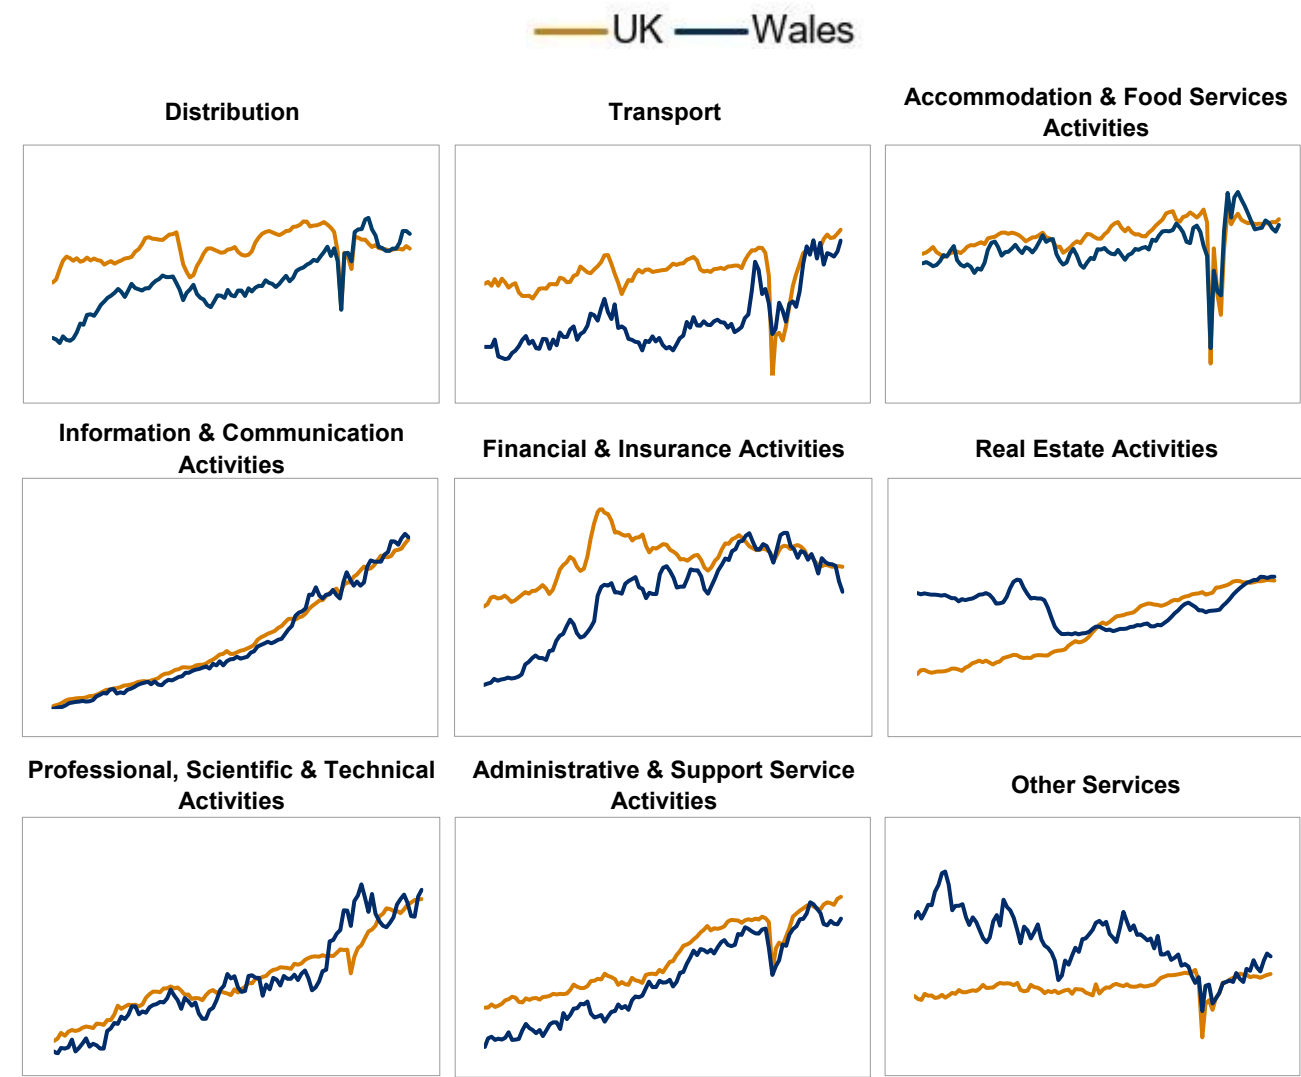 UK Wales
Distribution
Transport
Accommodation & Food Services
Activities
Information & Communication
Activities
Financial & Insurance Activities
Real Estate Activities
Professional, Scientific & Technical
Activities
Administrative & Support Service
Activities
Other Services